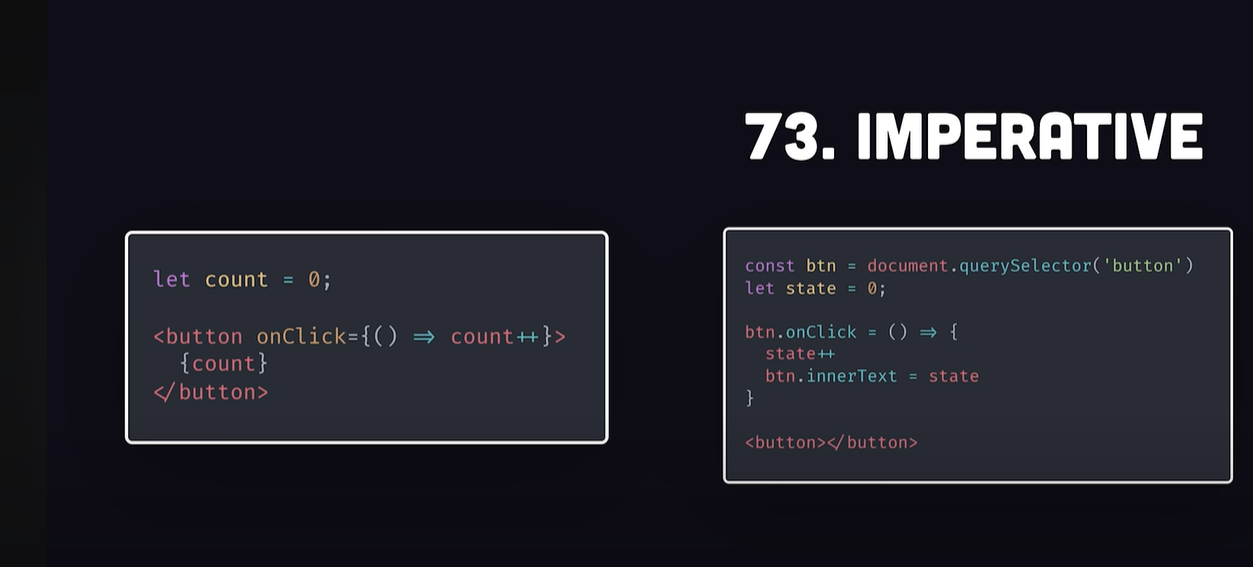 73. IMPERATIVE
let count = 0;
<button onClick={() => count++}>
{count}
</button>
const btn = document.querySelector('button')
let state = 0;
btn.onClick = () => {
state++
btn.innerText = state
}
<button></button>